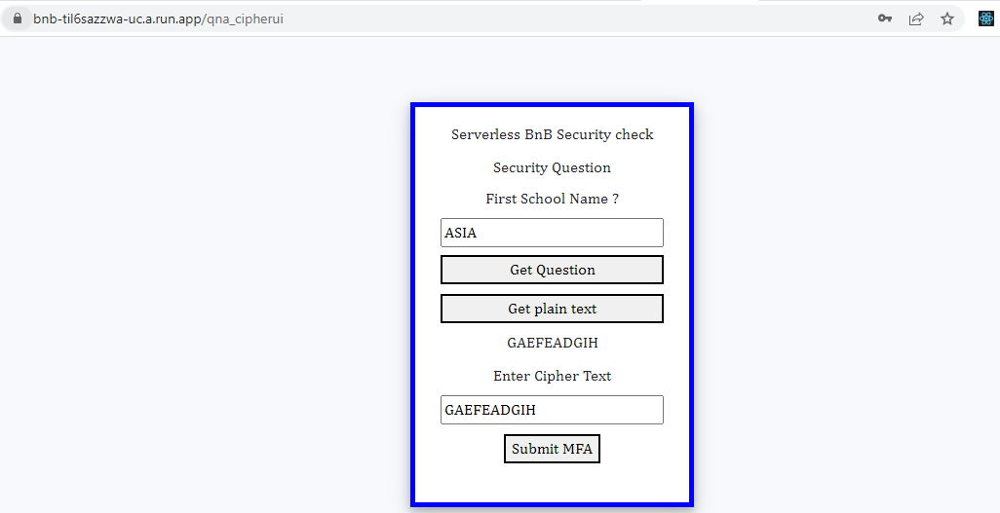 bnb-til6sazzwa-uc.a.run.app/qna_cipherui
Serverless BnB Security check
Security Question
First School Name ?
ASIA
Get Question
Get plain text
GAEFEADGIH
Enter Cipher Text
GAEFEADGIH
Submit MFA